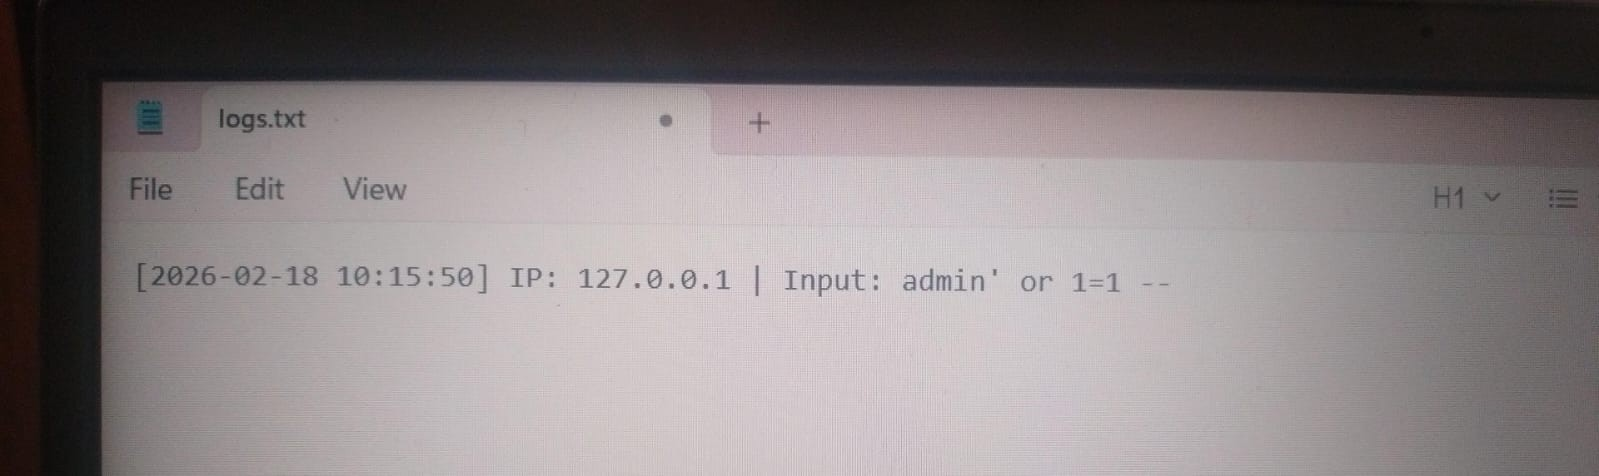 logs.txt
File Edit View H1
[2026-02-18 10:15:50] IP: 127.0.0.1 | Input: admin' or 1=1 --